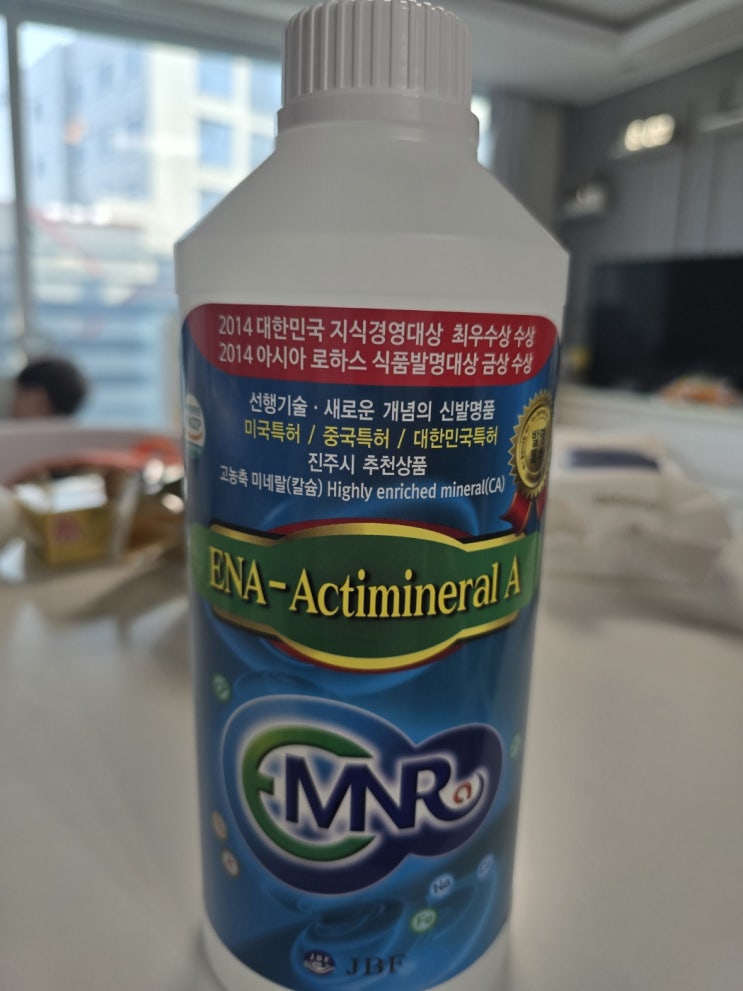 2014 대한민국 지식경영대상 최우수상 수상
2014 아시아 로하스 식품발명대상 금상 수상
선행기술 · 새로운 개념의 신발명품
미국특허 / 중국특허 / 대한민국특허
진주시 추천상품
고농축 미네랄(칼슘) Highly enriched mineral(CA)
ENA-Actimineral A
EMNRa
Na
Fe
JBF